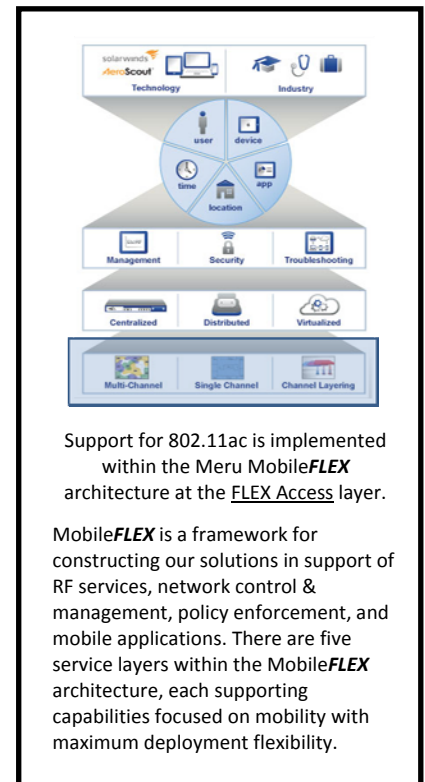 solarwinds
AeroScout
Technology
Industry
user
device
time
app
location
Management
Security
Troubleshooting
Centralized
Distributed
Virtualized
Multi-Channel
Single Channel
Channel Layering
Support for 802.11ac is implemented
within the Meru MobileFLEX
architecture at the FLEX Access layer.
MobileFLEX is a framework for
constructing our solutions in support of
RF services, network control &
management, policy enforcement, and
mobile applications. There are five
service layers within the MobileFLEX
architecture, each supporting
capabilities focused on mobility with
maximum deployment flexibility.